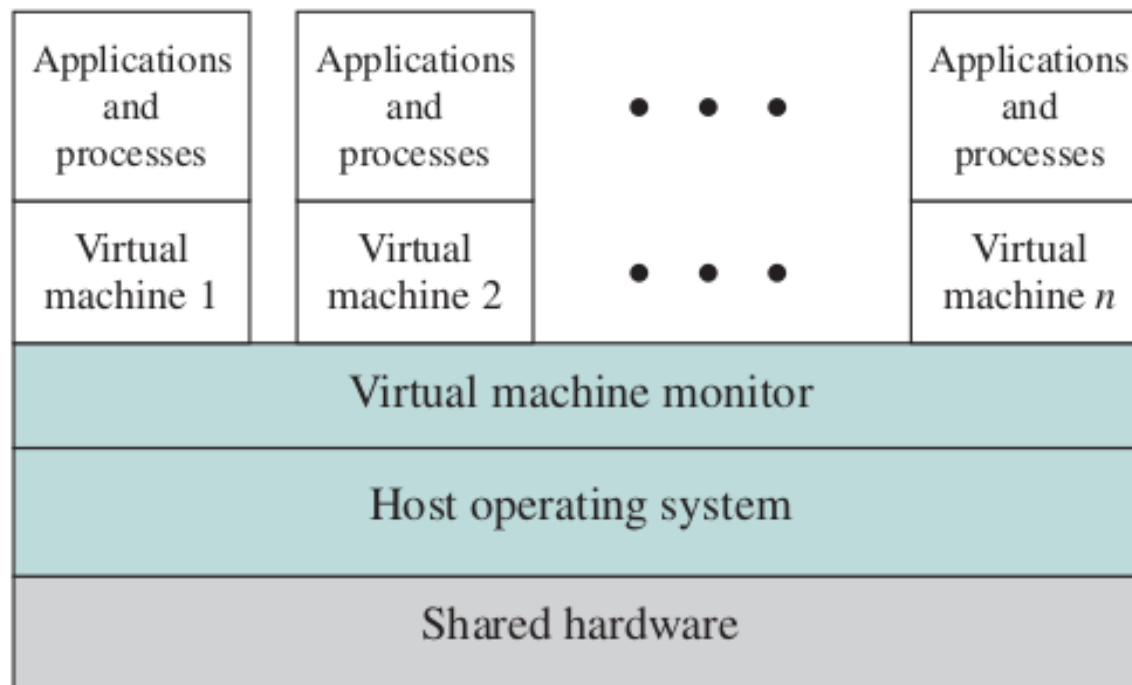 Applications
and
processes
Applications
and
processes
Applications
and
processes
Virtual
machine 1
Virtual
machine 2
Virtual
machine n
Virtual machine monitor
Host operating system
Shared hardware